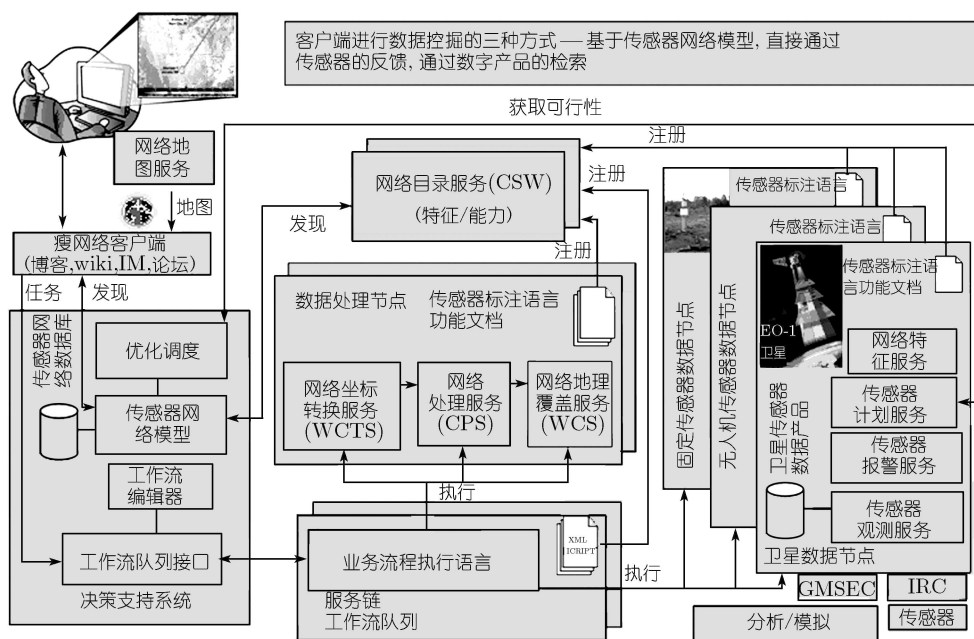 客户端进行数据挖掘的三种方式—基于传感器网络模型,直接通过
传感器的反馈,通过数字产品的检索
获取可行性
网络地
图服务
地图
瘦网络客户端
(博客,wiki,IM,论坛)
任务
发现
传感器网
络数据库
优化调度
传感器网
络模型
工作流
编辑器
工作流队列接口
决策支持系统
发现
网络目录服务(CSW)
(特征/能力)
注册
注册
注册
数据处理节点
传感器标注语言
功能文档
网络坐标
转换服务
(WCTS)
网络
处理服务
(CPS)
网络地理
覆盖服务
(WCS)
执行
业务流程执行语言
XML
SCRIPT
服务链
工作流队列
执行
传感器标注语言
固定传感器数据节点
传感器标注语言
无人机传感器数据节点
传感器标注语
言功能文档
EO-1
卫星
卫星传感器
数据产品
网络特
征服务
传感器
计划服务
传感器
报警服务
传感器
观测服务
卫星数据节点
GMSEC
IRC
传感器
分析/模拟